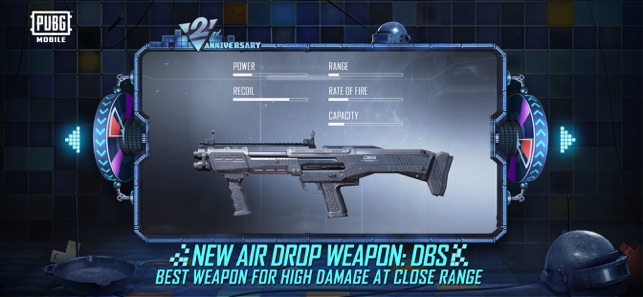 PUBG
MOBILE
2
ANNIVERSARY
POWER
RANGE
RECOIL
RATE OF FIRE
CAPACITY
NEW AIR DROP WEAPON: DBS
BEST WEAPON FOR HIGH DAMAGE AT CLOSE RANGE